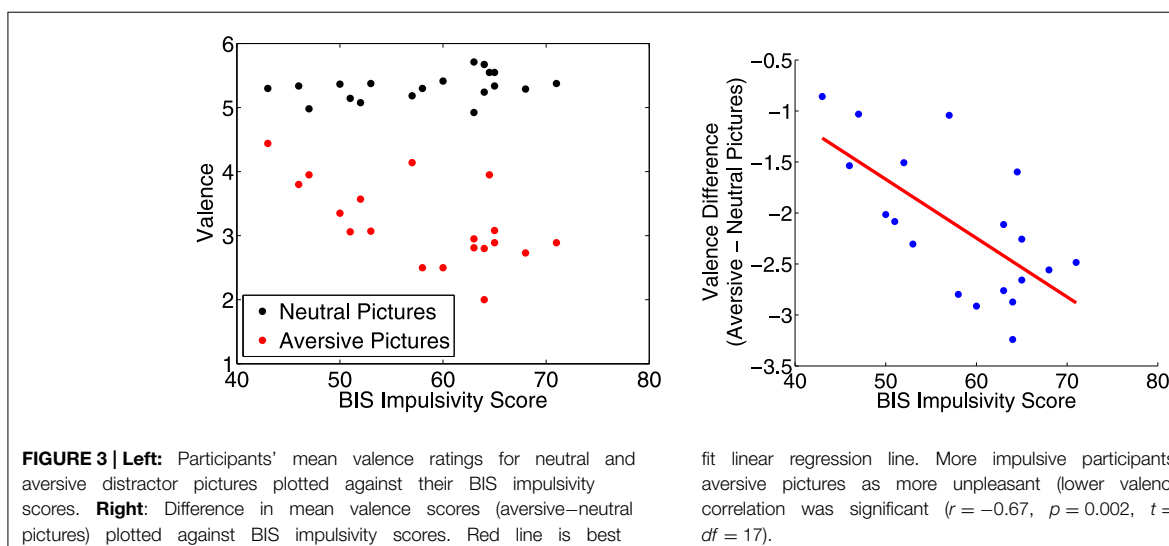 6
5
4
3
2
1
Valence
Neutral Pictures
Aversive Pictures
40 50 60 70 80
BIS Impulsivity Score
−0.5
−1
−1.5
−2
−2.5
−3
−3.5
Valence Difference
(Aversive − Neutral Pictures)
40 50 60 70 80
BIS Impulsivity Score
FIGURE 3 | Left: Participants’ mean valence ratings for neutral and
aversive distractor pictures plotted against their BIS impulsivity
scores. Right: Difference in mean valence scores (aversive−neutral
pictures) plotted against BIS impulsivity scores. Red line is best
fit linear regression line. More impulsive participants
aversive pictures as more unpleasant (lower valenc
correlation was significant (r = −0.67, p = 0.002, t =
df = 17).